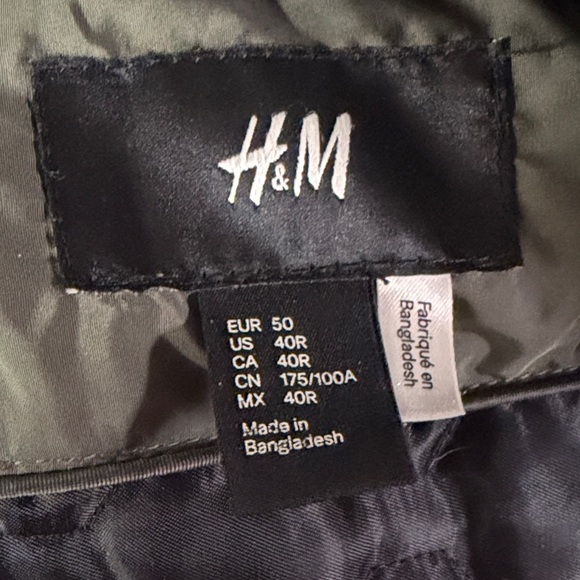 H&M
EUR 50
US 40R
CA 40R
CN 175/100A
MX 40R
Made in
Bangladesh
Fabriqué en
Bangladesh